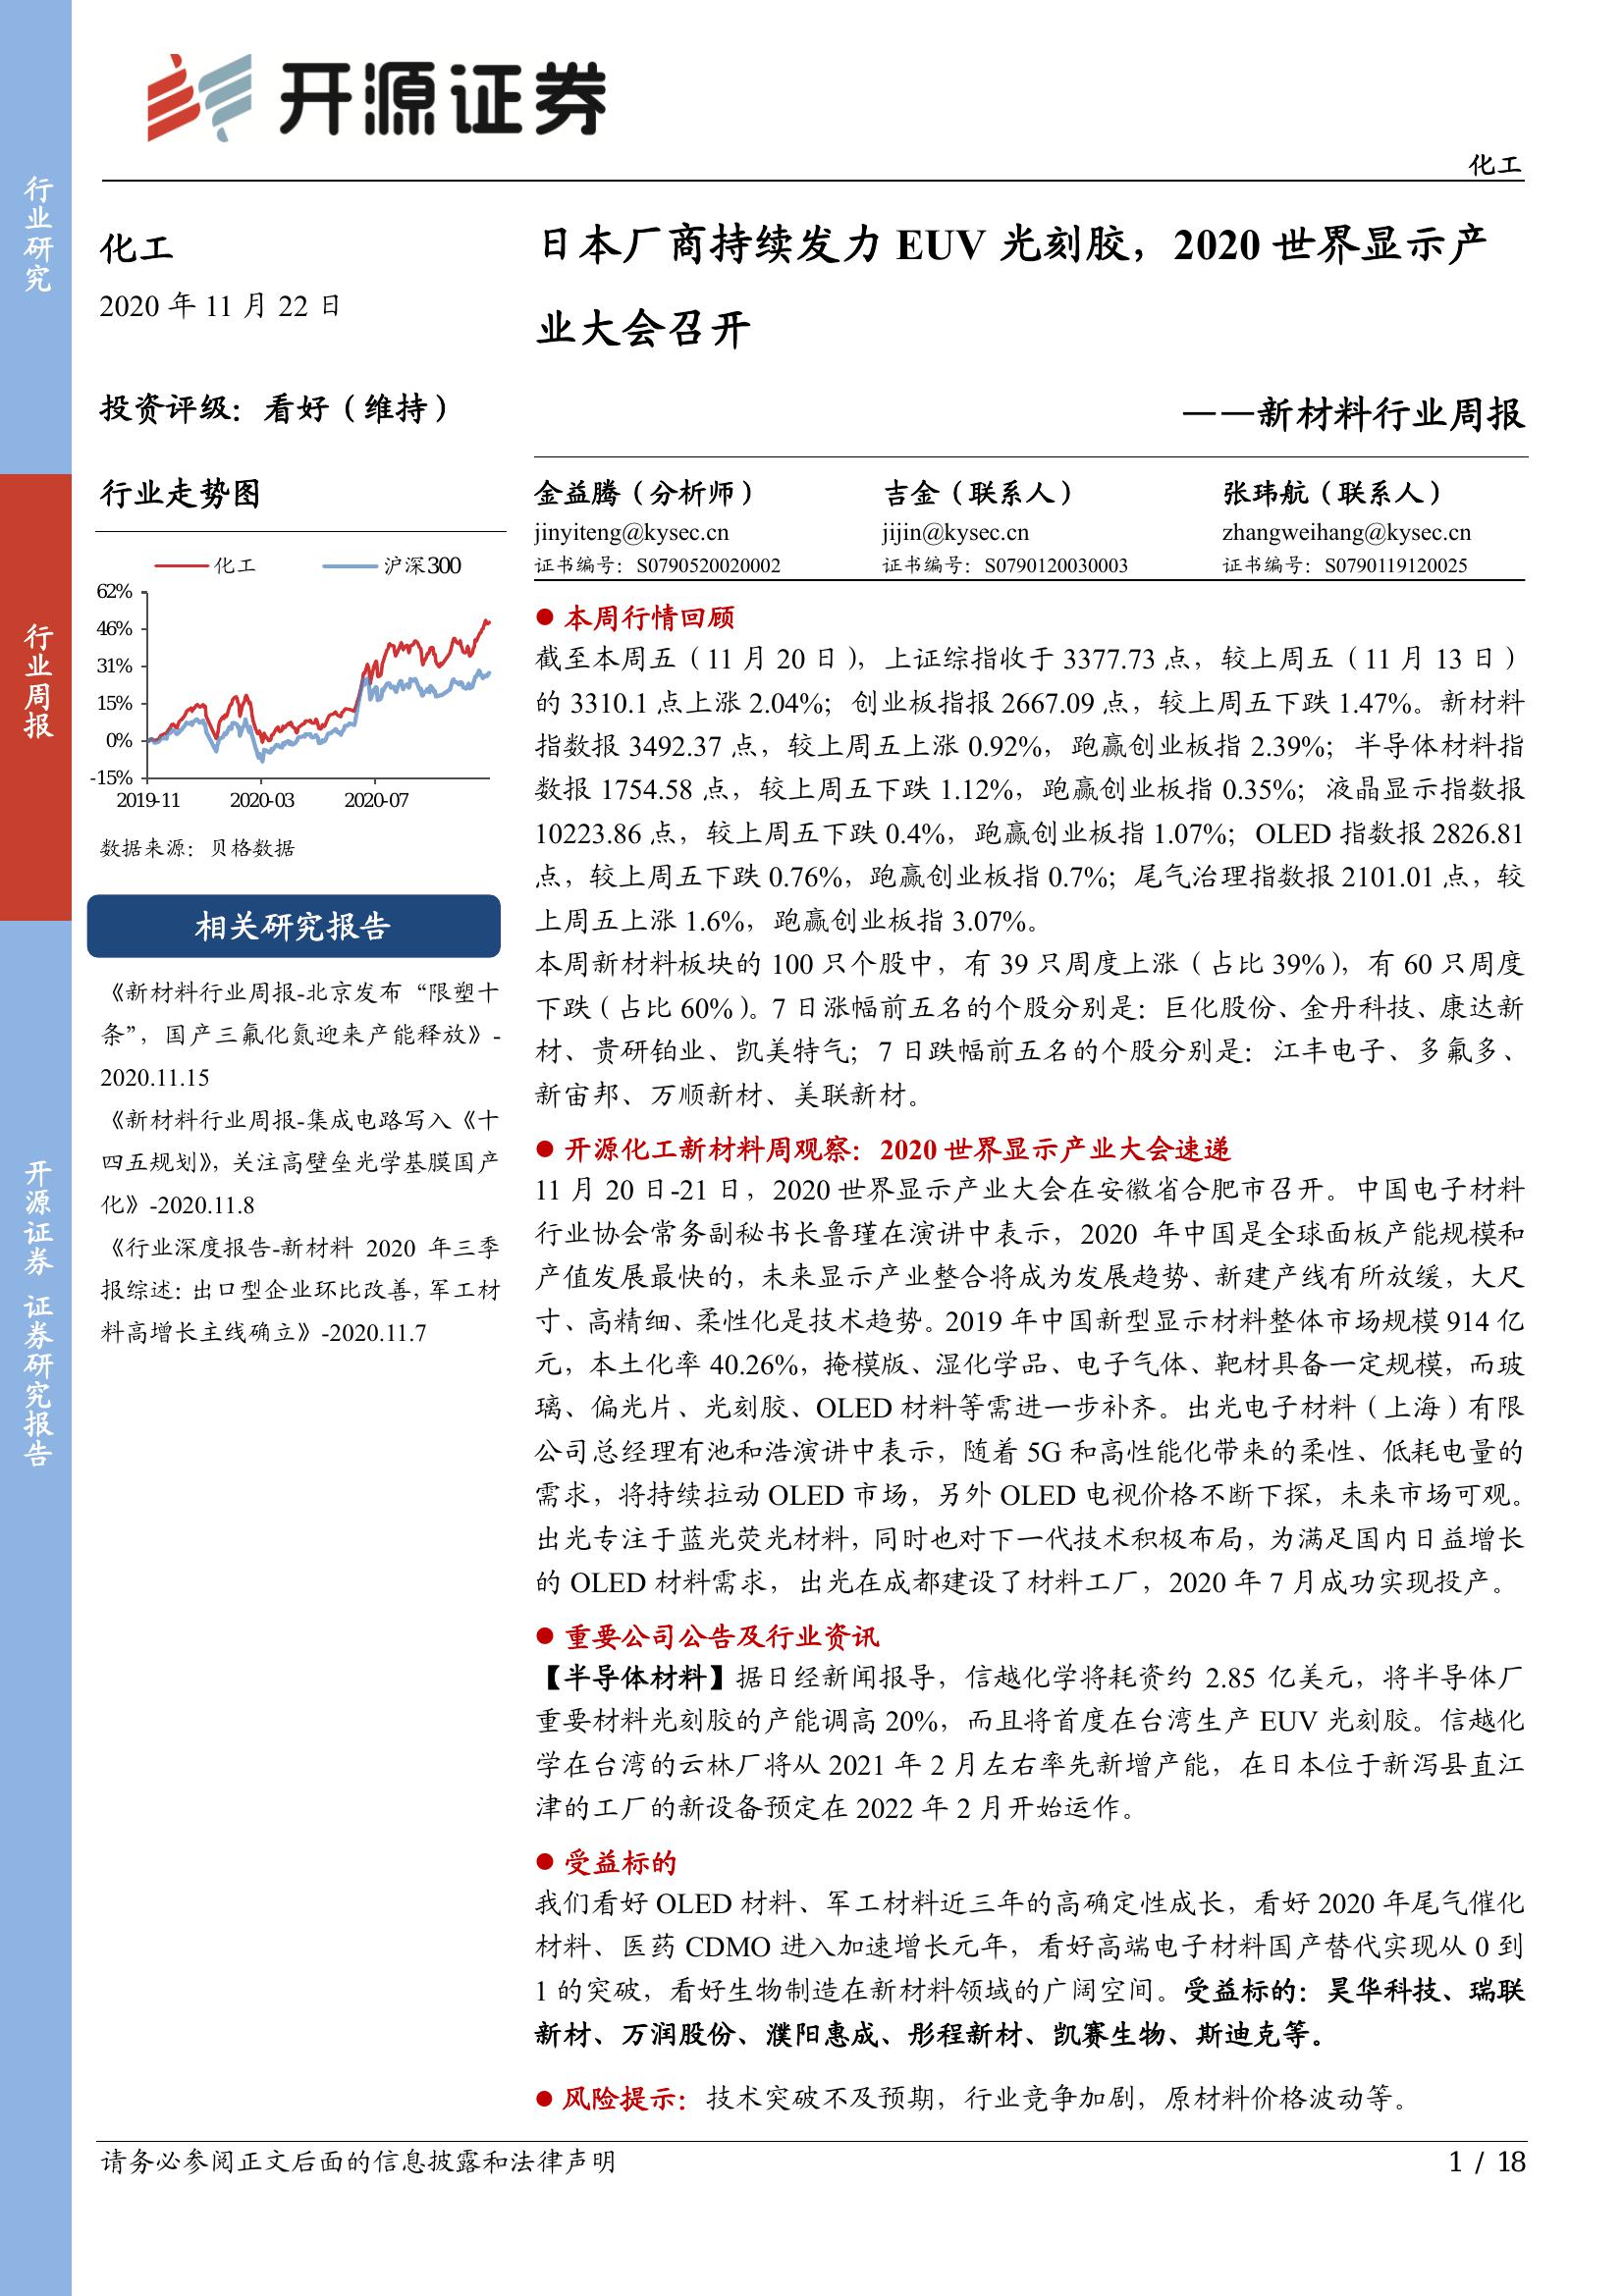 开源证券
化工
行业研究
行业周报
开源证券 证券研究报告
化工
2020 年 11 月 22 日
投资评级：看好（维持）
行业走势图
化工 沪深300
62%
46%
31%
15%
0%
-15%
2019-11 2020-03 2020-07
数据来源：贝格数据
相关研究报告
《新材料行业周报-北京发布“限塑十
条”，国产三氟化氮迎来产能释放》-
2020.11.15
《新材料行业周报-集成电路写入《十
四五规划》，关注高壁垒光学基膜国产
化》-2020.11.8
《行业深度报告-新材料 2020 年三季
报综述：出口型企业环比改善，军工材
料高增长主线确立》-2020.11.7
日本厂商持续发力 EUV 光刻胶，2020 世界显示产
业大会召开
——新材料行业周报
金益腾（分析师） 吉金（联系人） 张玮航（联系人）
jinyiteng@kysec.cn jijin@kysec.cn zhangweihang@kysec.cn
证书编号：S0790520020002 证书编号：S0790120030003 证书编号：S0790119120025
● 本周行情回顾
截至本周五（11 月 20 日），上证综指收于 3377.73 点，较上周五（11 月 13 日）
的 3310.1 点上涨 2.04%；创业板指报 2667.09 点，较上周五下跌 1.47%。新材料
指数报 3492.37 点，较上周五上涨 0.92%，跑赢创业板指 2.39%；半导体材料指
数报 1754.58 点，较上周五下跌 1.12%，跑赢创业板指 0.35%；液晶显示指数报
10223.86 点，较上周五下跌 0.4%，跑赢创业板指 1.07%；OLED 指数报 2826.81
点，较上周五下跌 0.76%，跑赢创业板指 0.7%；尾气治理指数报 2101.01 点，较
上周五上涨 1.6%，跑赢创业板指 3.07%。
本周新材料板块的 100 只个股中，有 39 只周度上涨（占比 39%），有 60 只周度
下跌（占比 60%）。7 日涨幅前五名的个股分别是：巨化股份、金丹科技、康达新
材、贵研铂业、凯美特气；7 日跌幅前五名的个股分别是：江丰电子、多氟多、
新宙邦、万顺新材、美联新材。
● 开源化工新材料周观察：2020 世界显示产业大会速递
11 月 20 日-21 日，2020 世界显示产业大会在安徽省合肥市召开。中国电子材料
行业协会常务副秘书长鲁瑾在演讲中表示，2020 年中国是全球面板产能规模和
产值发展最快的，未来显示产业整合将成为发展趋势、新建产线有所放缓，大尺
寸、高精细、柔性化是技术趋势。2019 年中国新型显示材料整体市场规模 914 亿
元，本土化率 40.26%，掩模版、湿化学品、电子气体、靶材具备一定规模，而玻
璃、偏光片、光刻胶、OLED 材料等需进一步补齐。出光电子材料（上海）有限
公司总经理有池和浩演讲中表示，随着 5G 和高性能化带来的柔性、低耗电量的
需求，将持续拉动 OLED 市场，另外 OLED 电视价格不断下探，未来市场可观。
出光专注于蓝光荧光材料，同时也对下一代技术积极布局，为满足国内日益增长
的 OLED 材料需求，出光在成都建设了材料工厂，2020 年 7 月成功实现投产。
● 重要公司公告及行业资讯
【半导体材料】据日经新闻报导，信越化学将耗资约 2.85 亿美元，将半导体厂
重要材料光刻胶的产能调高 20%，而且将首度在台湾生产 EUV 光刻胶。信越化
学在台湾的云林厂将从 2021 年 2 月左右率先新增产能，在日本位于新泻县直江
津的工厂的新设备预定在 2022 年 2 月开始运作。
● 受益标的
我们看好 OLED 材料、军工材料近三年的高确定性成长，看好 2020 年尾气催化
材料、医药 CDMO 进入加速增长元年，看好高端电子材料国产替代实现从 0 到
1 的突破，看好生物制造在新材料领域的广阔空间。受益标的：昊华科技、瑞联
新材、万润股份、濮阳惠成、彤程新材、凯赛生物、斯迪克等。
● 风险提示：技术突破不及预期，行业竞争加剧，原材料价格波动等。
请务必参阅正文后面的信息披露和法律声明 1 / 18